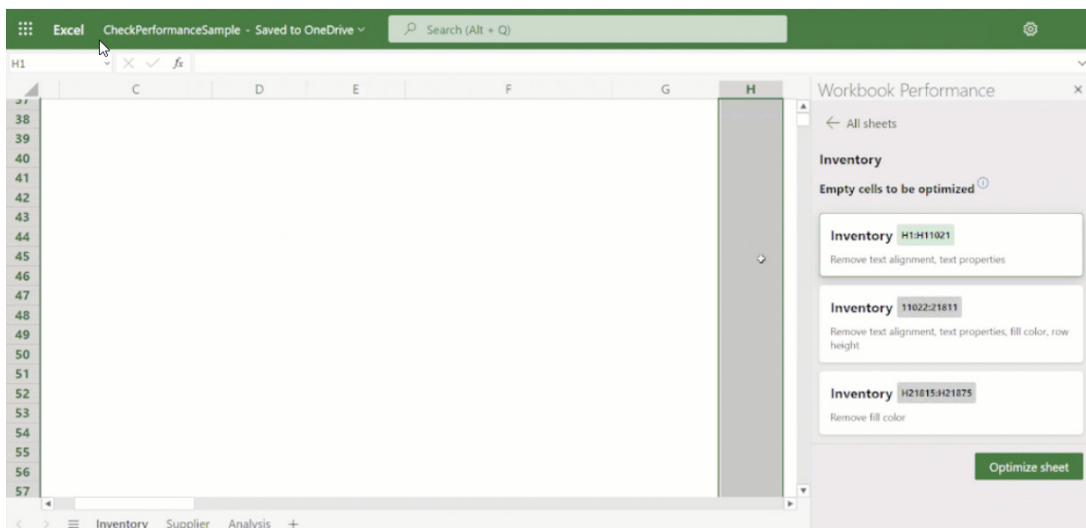 Excel CheckPerformanceSample - Saved to OneDrive Search (Alt + Q)
H1 fx
C D E F G H
37
38
39
40
41
42
43
44
45
46
47
48
49
50
51
52
53
54
55
56
57
Inventory Supplier Analysis +
Workbook Performance
All sheets
Inventory
Empty cells to be optimized
Inventory H1:H11021
Remove text alignment, text properties
Inventory 11022:21811
Remove text alignment, text properties, fill color, row
height
Inventory H21815:H21875
Remove fill color
Optimize sheet